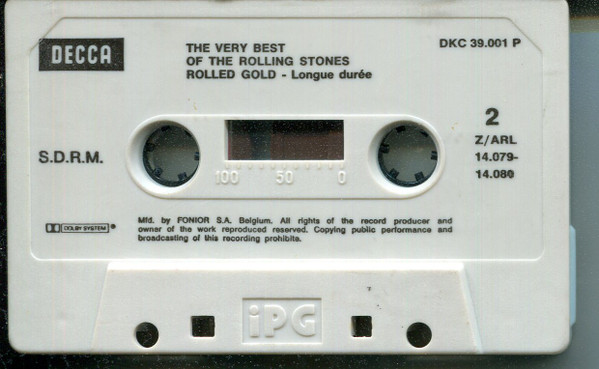 DECCA
THE VERY BEST
OF THE ROLLING STONES
ROLLED GOLD - Longue durée
DKC 39.001 P
2
Z/ARL
14.079-
14.080
S.D.R.M.
100 50 0
DOLBY SYSTEM ®
Mfd. by FONIOR S.A. Belgium. All rights of the record producer and
owner of the work reproduced reserved. Copying public performance and
broadcasting of this recording prohibite.
iPG